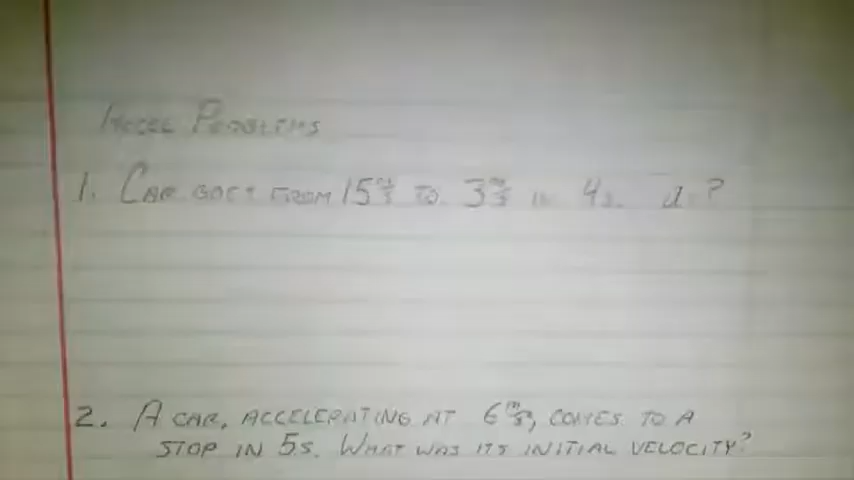 Model Problems
1. Car goes from 15 m/s to 3 m/s in 4s. a=?
2. A car, accelerating at 6 m/s², comes to a
stop in 5s. What was its initial velocity?